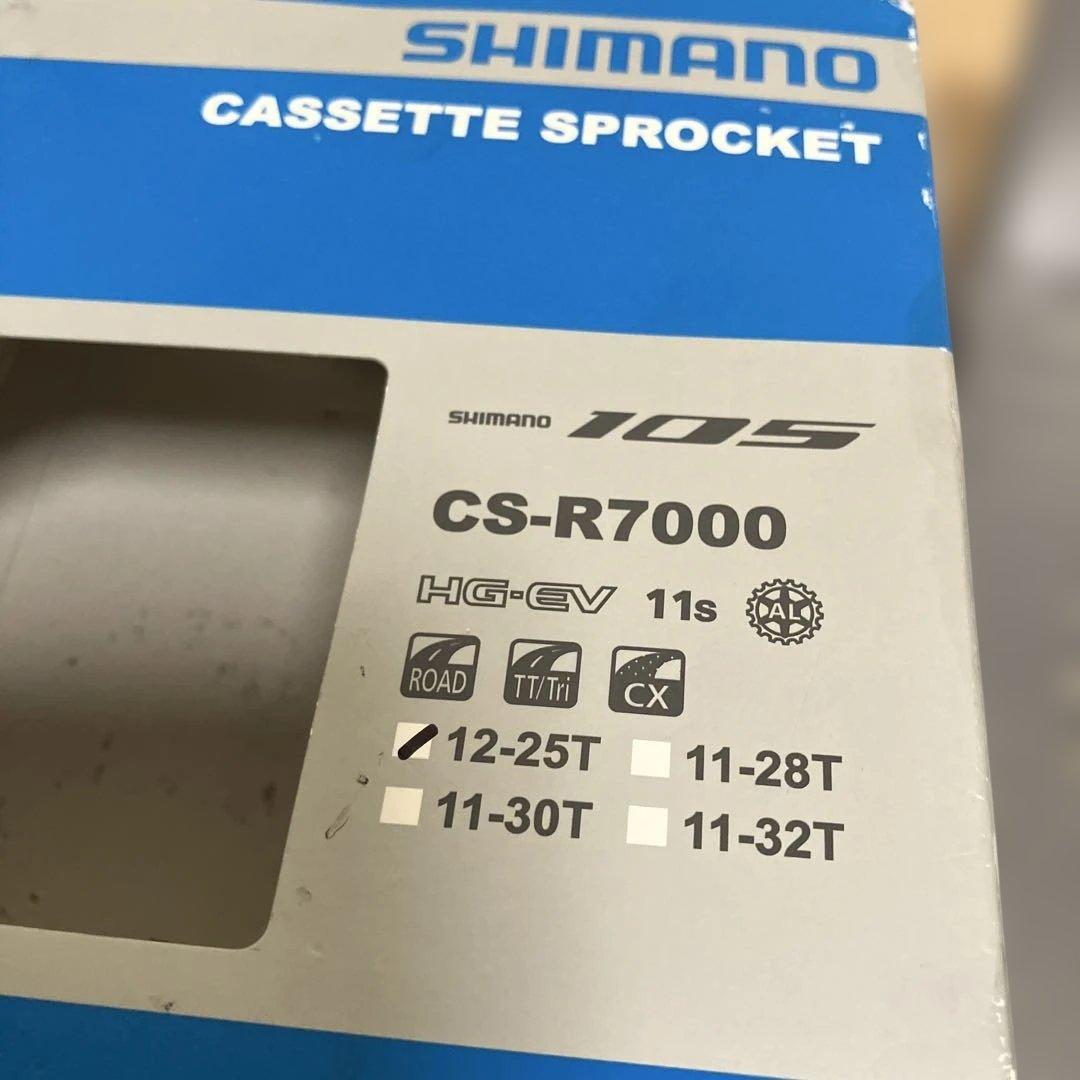 SHIMANO
CASSETTE SPROCKET
SHIMANO 105
CS-R7000
HG-EV 11s AL
ROAD TT/Tri CX
12-25T 11-28T
11-30T 11-32T